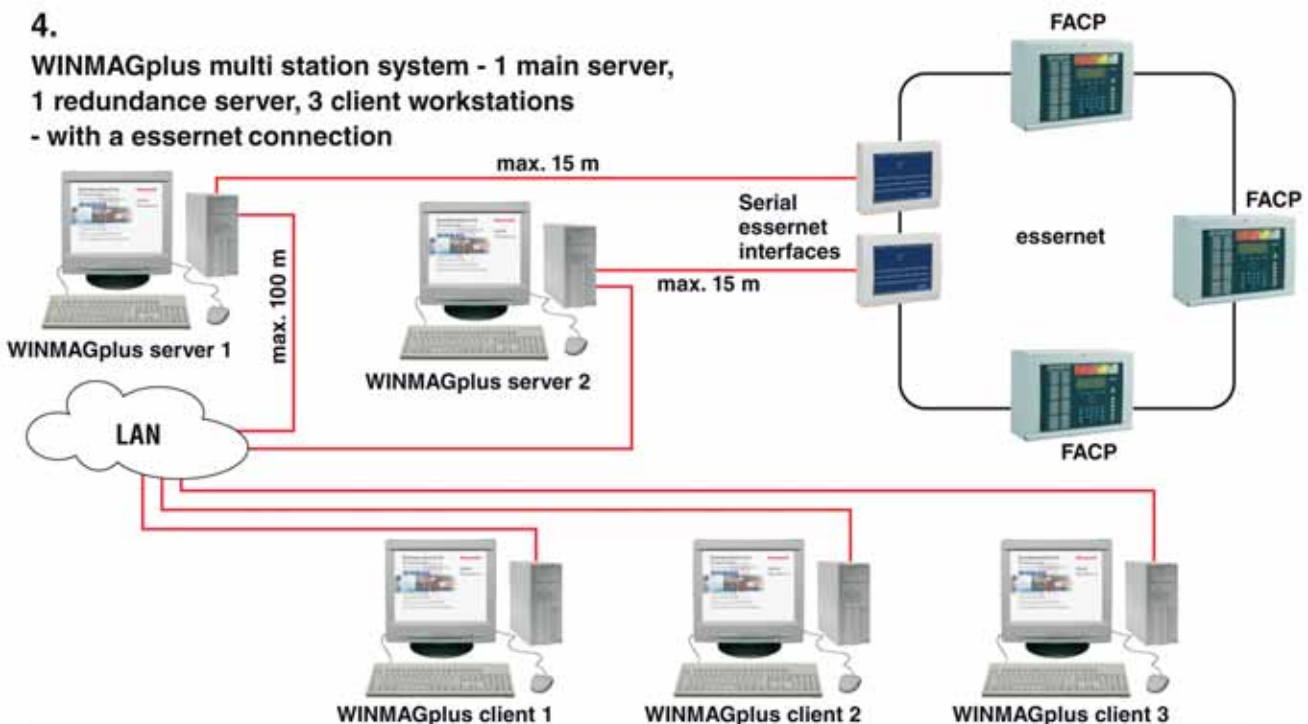 4.
WINMAGplus multi station system - 1 main server,
1 redundance server, 3 client workstations
- with a essernet connection
FACP
max. 15 m
Serial
essernet
interfaces
essernet
FACP
max. 15 m
max. 100 m
WINMAGplus server 1
WINMAGplus server 2
LAN
FACP
WINMAGplus client 1
WINMAGplus client 2
WINMAGplus client 3